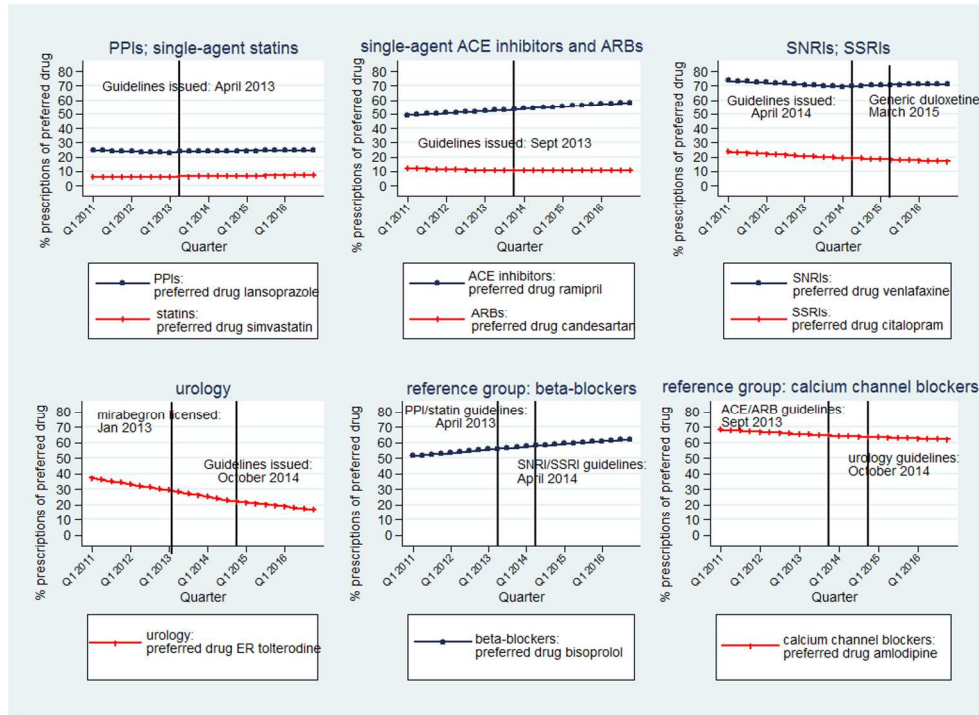 PPIs; single-agent statins
% prescriptions of preferred drug
80
70
60
50
40
30
20
10
0
Guidelines issued: April 2013
Q1 2011
Q1 2012
Q1 2013
Q1 2014
Q1 2015
Q1 2016
Quarter
PPIs:
preferred drug lansoprazole
statins:
preferred drug simvastatin
single-agent ACE inhibitors and ARBs
% prescriptions of preferred drug
80
70
60
50
40
30
20
10
0
Guidelines issued: Sept 2013
Q1 2011
Q1 2012
Q1 2013
Q1 2014
Q1 2015
Q1 2016
Quarter
ACE inhibitors:
preferred drug ramipril
ARBs:
preferred drug candesartan
SNRIs; SSRIs
% prescriptions of preferred drug
80
70
60
50
40
30
20
10
0
Guidelines issued:
April 2014
Generic duloxetine
March 2015
Q1 2011
Q1 2012
Q1 2013
Q1 2014
Q1 2015
Q1 2016
Quarter
SNRIs:
preferred drug venlafaxine
SSRIs:
preferred drug citalopram
urology
% prescriptions of preferred drug
80
70
60
50
40
30
20
10
0
mirabegron licensed:
Jan 2013
Guidelines issued:
October 2014
Q1 2011
Q1 2012
Q1 2013
Q1 2014
Q1 2015
Q1 2016
Quarter
urology:
preferred drug ER tolterodine
reference group: beta-blockers
% prescriptions of preferred drug
80
70
60
50
40
30
20
10
0
PPI/statin guidelines:
April 2013
SNRI/SSRI guidelines:
April 2014
Q1 2011
Q1 2012
Q1 2013
Q1 2014
Q1 2015
Q1 2016
Quarter
beta-blockers:
preferred drug bisoprolol
reference group: calcium channel blockers
% prescriptions of preferred drug
80
70
60
50
40
30
20
10
0
ACE/ARB guidelines:
Sept 2013
urology guidelines:
October 2014
Q1 2011
Q1 2012
Q1 2013
Q1 2014
Q1 2015
Q1 2016
Quarter
calcium channel blockers:
preferred drug amlodipine